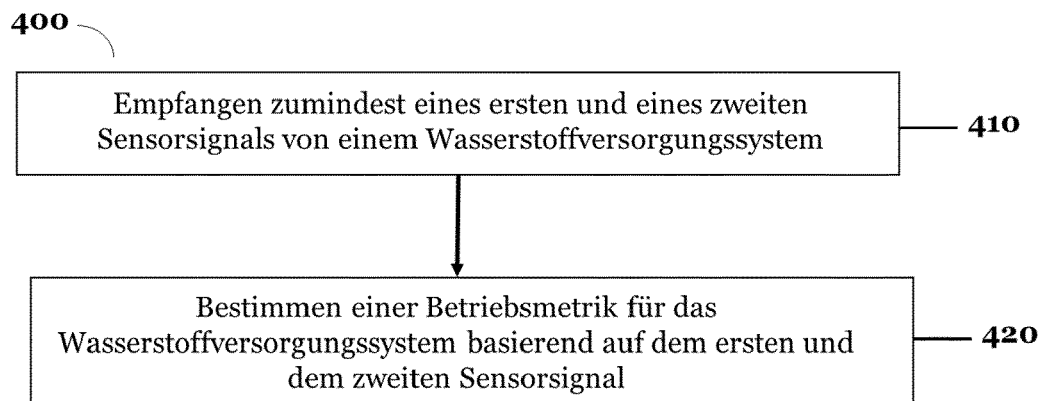 400
Empfangen zumindest eines ersten und eines zweiten
Sensorsignals von einem Wasserstoffversorgungssystem
410
Bestimmen einer Betriebsmetrik für das
Wasserstoffversorgungssystem basierend auf dem ersten und
dem zweiten Sensorsignal
420